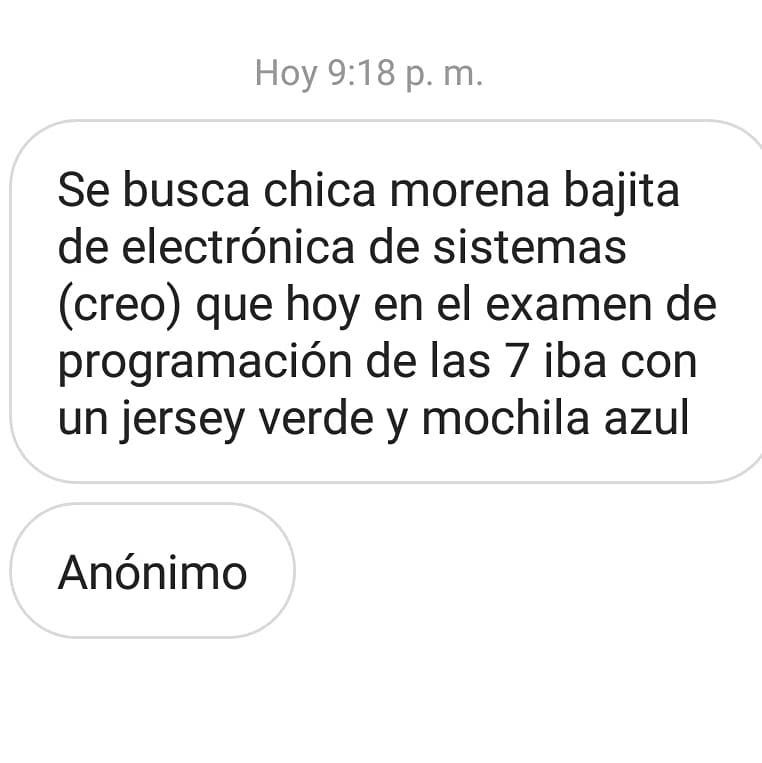 Hoy 9:18 p. m.
Se busca chica morena bajita
de electrónica de sistemas
(creo) que hoy en el examen de
programación de las 7 iba con
un jersey verde y mochila azul
Anónimo